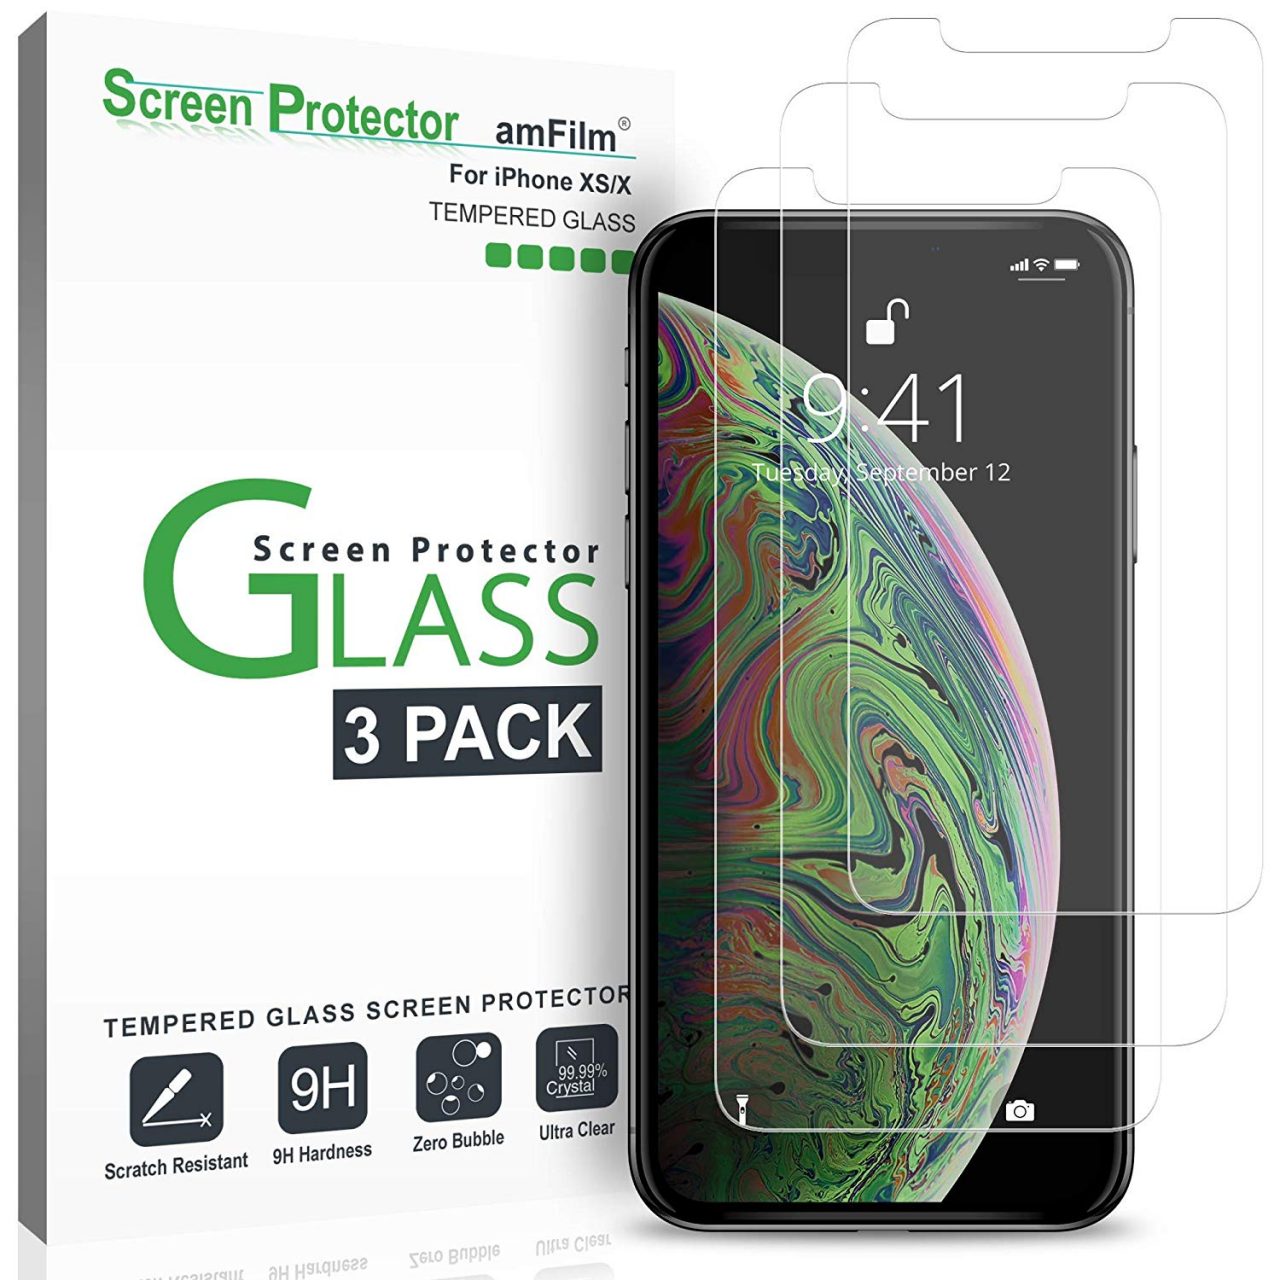 Screen Protector amFilm®
For iPhone XS/X
TEMPERED GLASS
Screen Protector
GLASS
3 PACK
TEMPERED GLASS SCREEN PROTECTOR
9H
99.99%
Crystal
Scratch Resistant
9H Hardness
Zero Bubble
Ultra Clear
9:41
Tuesday, September 12